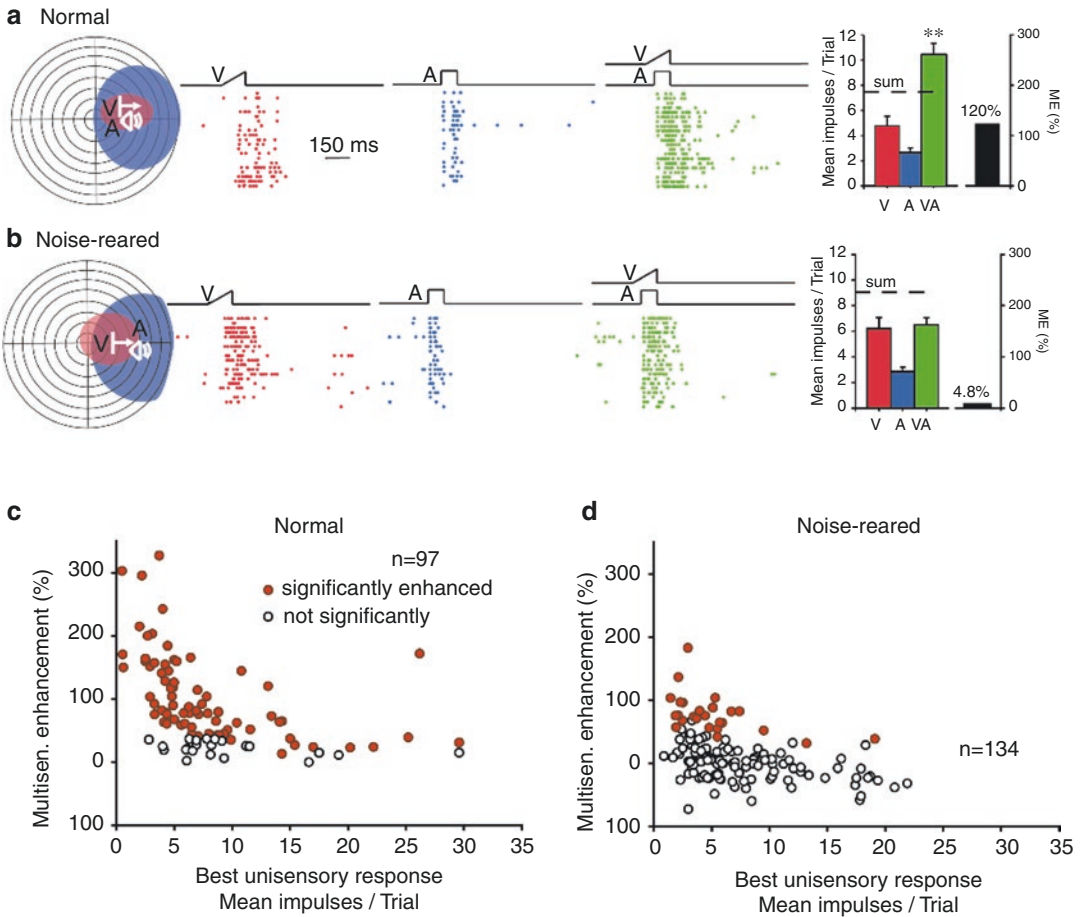 a Normal
V
A
V
A
V
A
150 ms
Mean impulses / Trial
12
10
8
6
4
2
0
sum
**
V A VA
120%
300
200
100
0
ME (%)
b Noise-reared
V
A
V
A
V
A
Mean impulses / Trial
12
10
8
6
4
2
0
sum
V A VA
4.8%
300
200
100
0
ME (%)
c
Normal
n=97
significantly enhanced
not significantly
Multisen. enhancement (%)
300
200
100
0
100
0 5 10 15 20 25 30 35
Best unisensory response
Mean impulses / Trial
d
Noise-reared
n=134
Multisen. enhancement (%)
300
200
100
0
100
0 5 10 15 20 25 30 35
Best unisensory response
Mean impulses / Trial